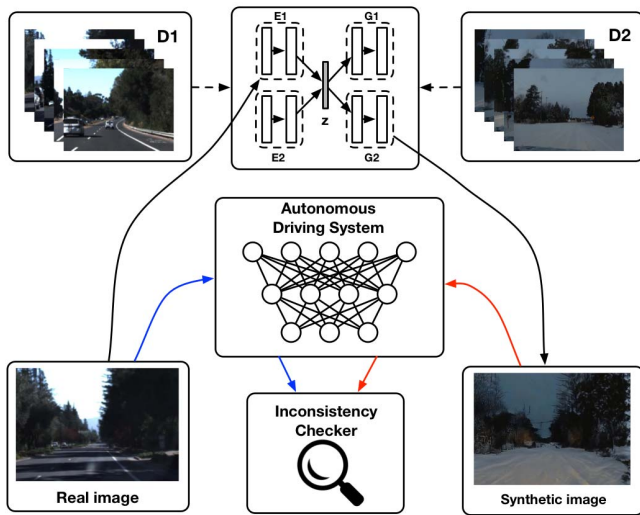 D1
E1
G1
D2
z
E2
G2
Autonomous
Driving System
Inconsistency
Checker
Real image
Synthetic image